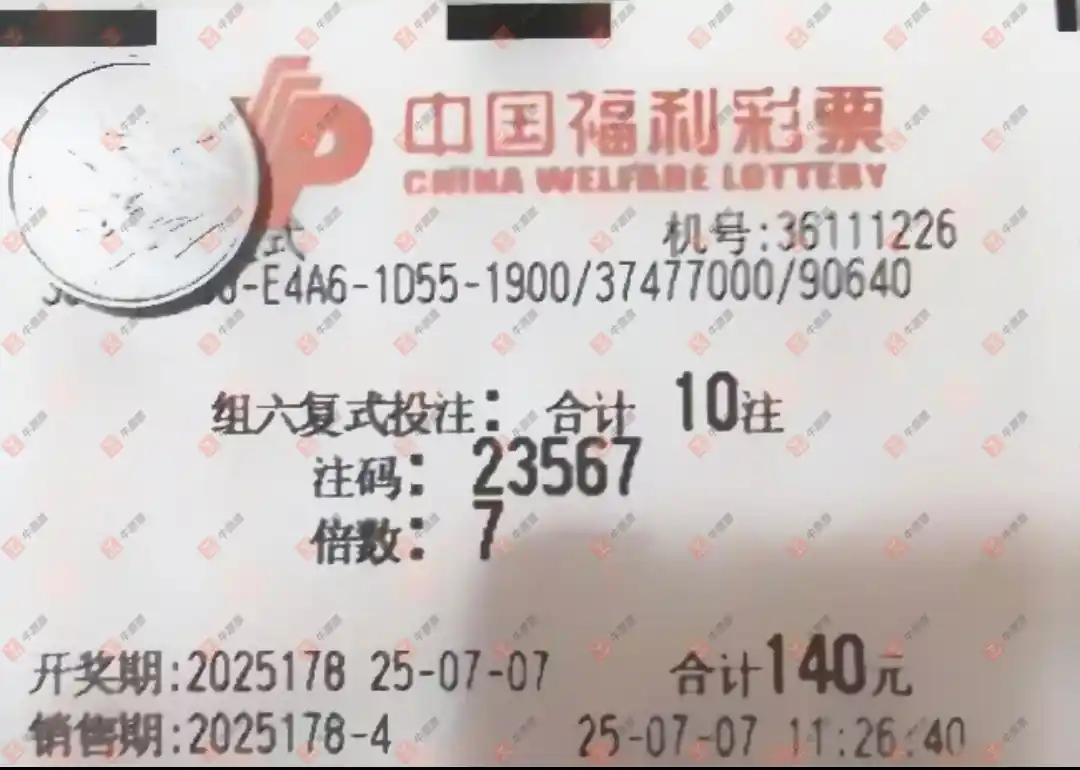 中国福利彩票
CHINA WELFARE LOTTERY
式
机号:36111226
-E4A6-1D55-1900/37477000/90640
组六复式投注: 合计 10注
注码: 23567
倍数: 7
开奖期:2025178 25-07-07 合计140元
销售期:2025178-4 25-07-07 11:26:40